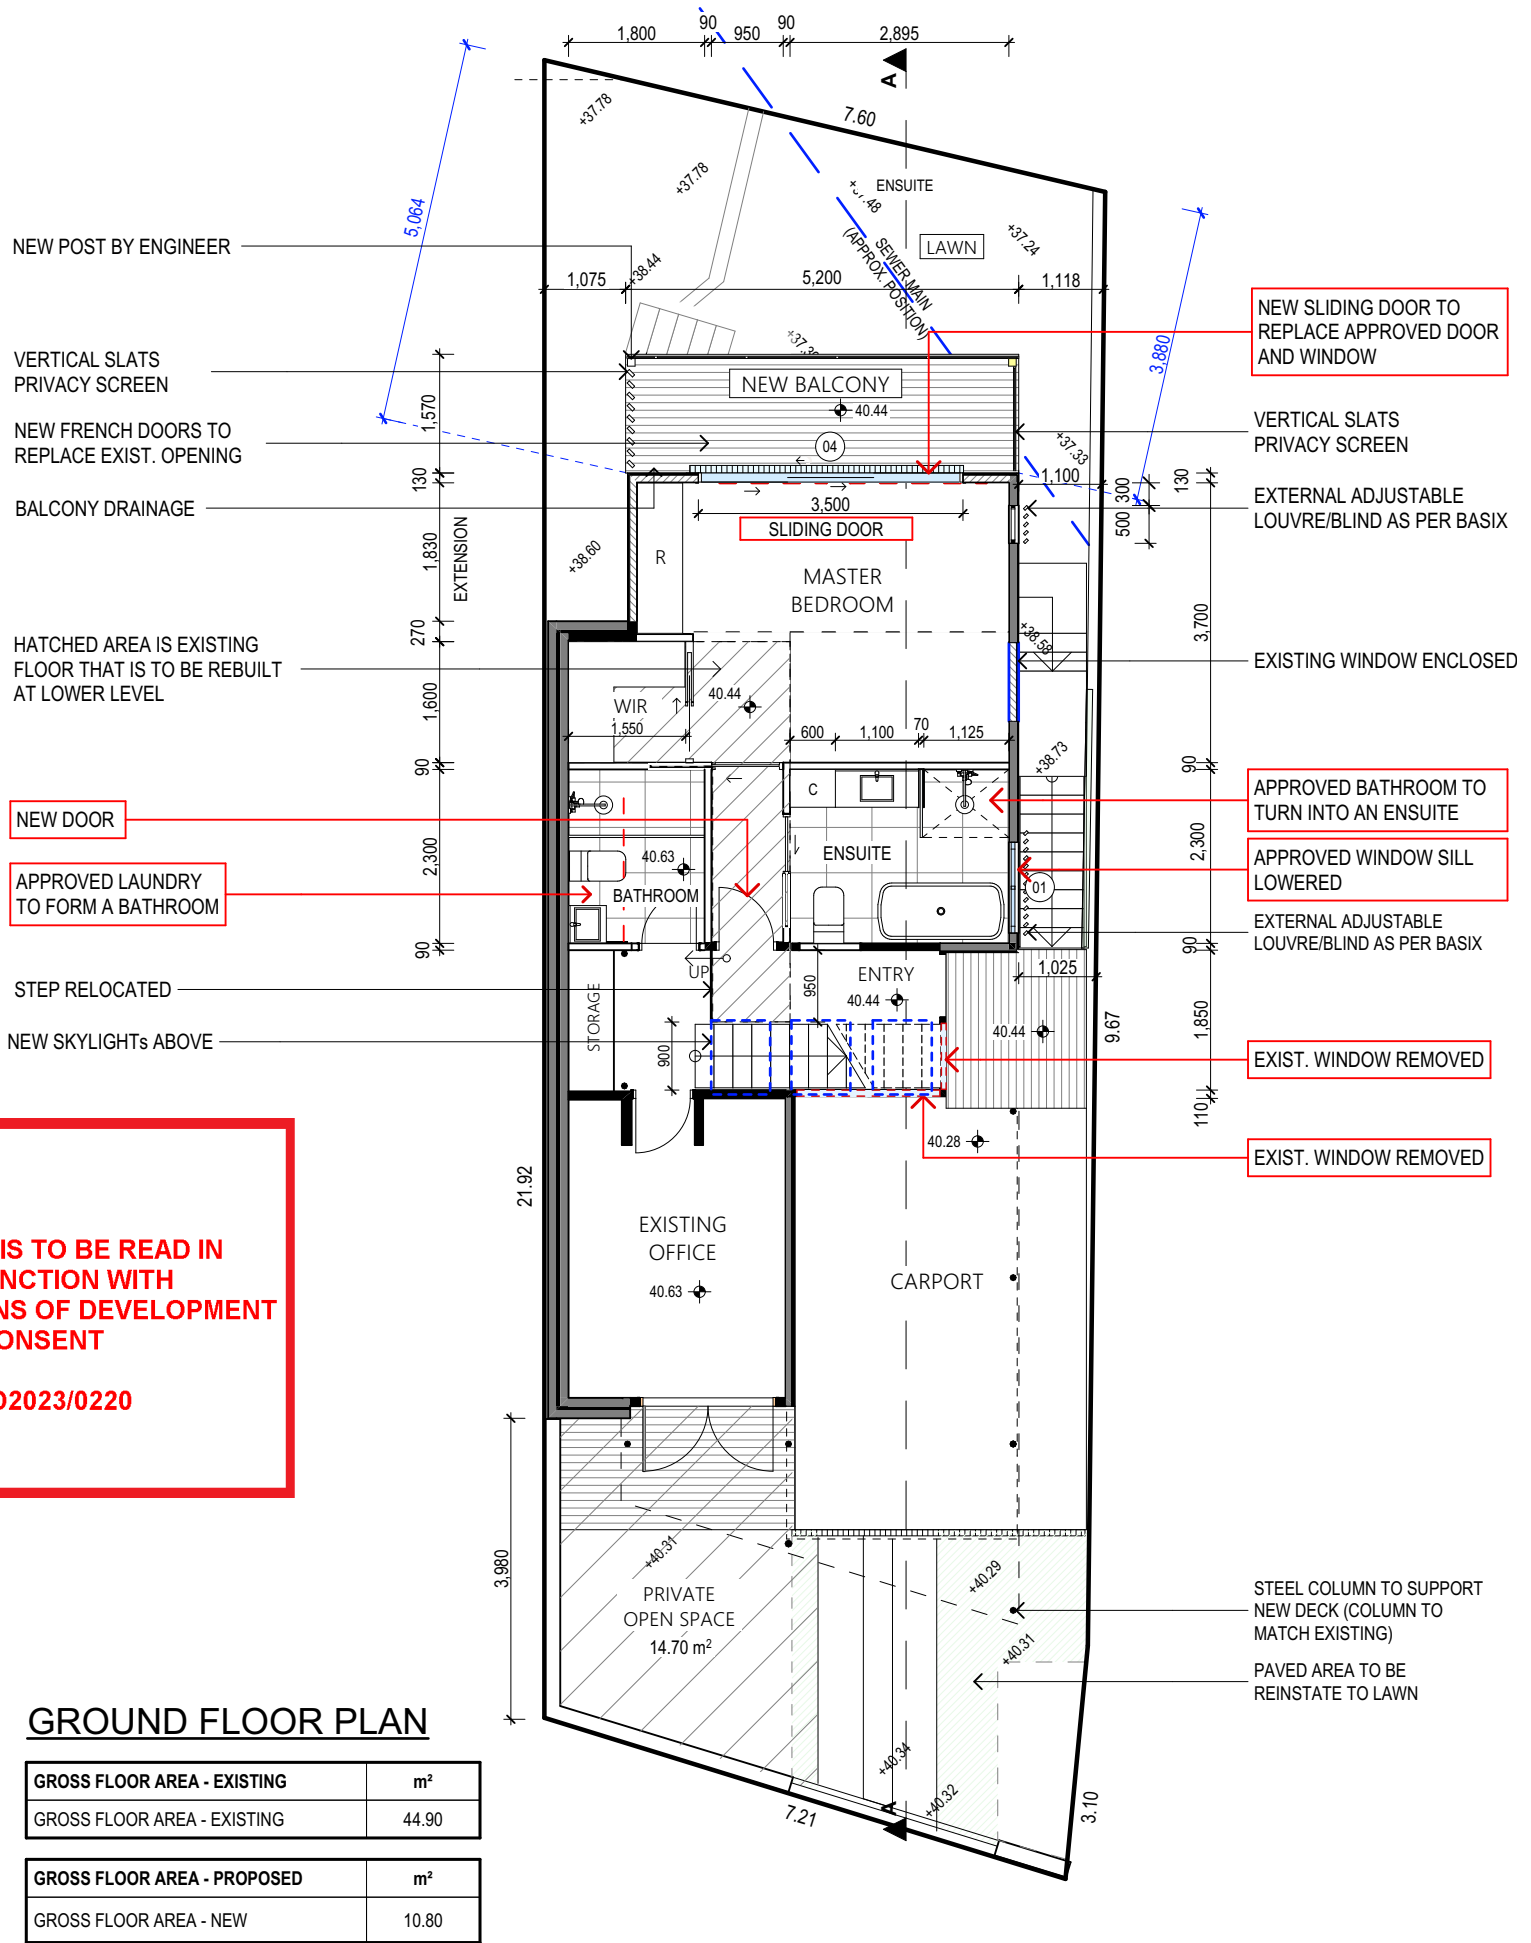 1,800
90
950
90
2,895
A
7.60
+37.78
+37.78
+37.24
ENSUITE
LAWN
5,064
NEW POST BY ENGINEER
+38.44
SEWER MAIN
(APPROX. POSITION)
1,075
5,200
1,118
3,880
NEW SLIDING DOOR TO
REPLACE APPROVED DOOR
AND WINDOW
VERTICAL SLATS
PRIVACY SCREEN
1,570
NEW BALCONY
40.44
04
NEW FRENCH DOORS TO
REPLACE EXIST. OPENING
VERTICAL SLATS
PRIVACY SCREEN
+37.33
130
1,100
300
130
BALCONY DRAINAGE
3,500
SLIDING DOOR
500
EXTERNAL ADJUSTABLE
LOUVRE/BLIND AS PER BASIX
1,830
EXTENSION
+38.60
R
MASTER
BEDROOM
3,700
270
+38.58
HATCHED AREA IS EXISTING
FLOOR THAT IS TO BE REBUILT
AT LOWER LEVEL
EXISTING WINDOW ENCLOSED
1,600
WIR
40.44
1,550
600
1,100
70
1,125
+38.73
90
90
C
NEW DOOR
APPROVED BATHROOM TO
TURN INTO AN ENSUITE
2,300
40.63
ENSUITE
2,300
APPROVED LAUNDRY
TO FORM A BATHROOM
BATHROOM
APPROVED WINDOW SILL
LOWERED
01
EXTERNAL ADJUSTABLE
LOUVRE/BLIND AS PER BASIX
90
90
UP
ENTRY
950
40.44
1,025
STEP RELOCATED
STORAGE
NEW SKYLIGHTs ABOVE
900
40.44
9.67
1,850
EXIST. WINDOW REMOVED
110
40.28
EXIST. WINDOW REMOVED
21.92
IS TO BE READ IN
NCTION WITH
NS OF DEVELOPMENT
ONSENT
2023/0220
EXISTING
OFFICE
40.63
CARPORT
3,980
+40.31
+40.29
PRIVATE
OPEN SPACE
14.70 m²
STEEL COLUMN TO SUPPORT
NEW DECK (COLUMN TO
MATCH EXISTING)
+40.31
PAVED AREA TO BE
REINSTATE TO LAWN
+40.34
+40.32
A
7.21
3.10
GROUND FLOOR PLAN
GROSS FLOOR AREA - EXISTING m²
GROSS FLOOR AREA - EXISTING 44.90
GROSS FLOOR AREA - PROPOSED m²
GROSS FLOOR AREA - NEW 10.80